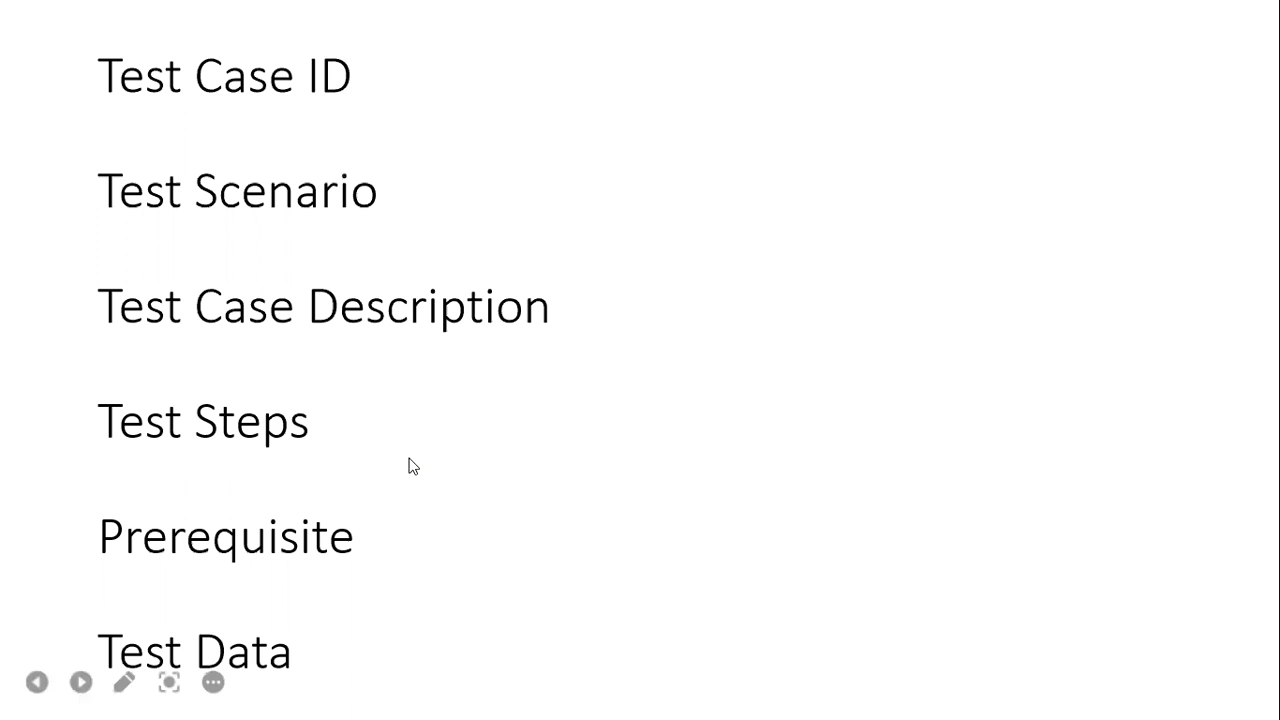 Test Case ID
Test Scenario
Test Case Description
Test Steps
Prerequisite
Test Data